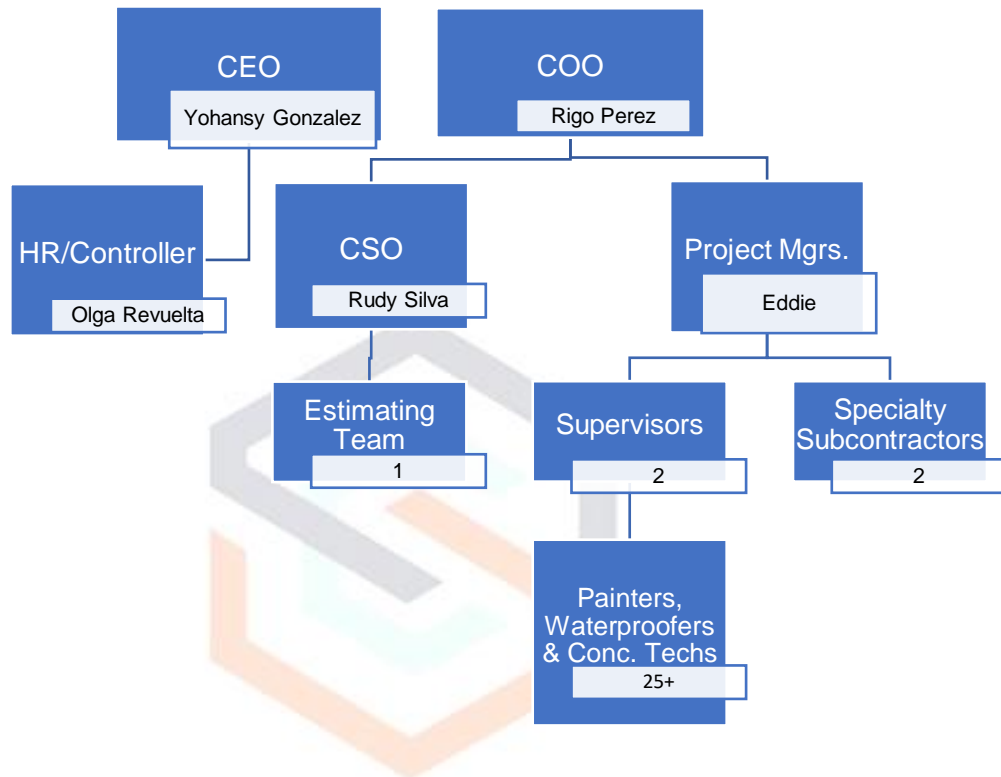 CEO
Yohansy Gonzalez
COO
Rigo Perez
HR/Controller
Olga Revuelta
CSO
Rudy Silva
Project Mgrs.
Eddie
Estimating
Team
1
Supervisors
2
Specialty
Subcontractors
2
Painters,
Waterproofers
& Conc. Techs
25+